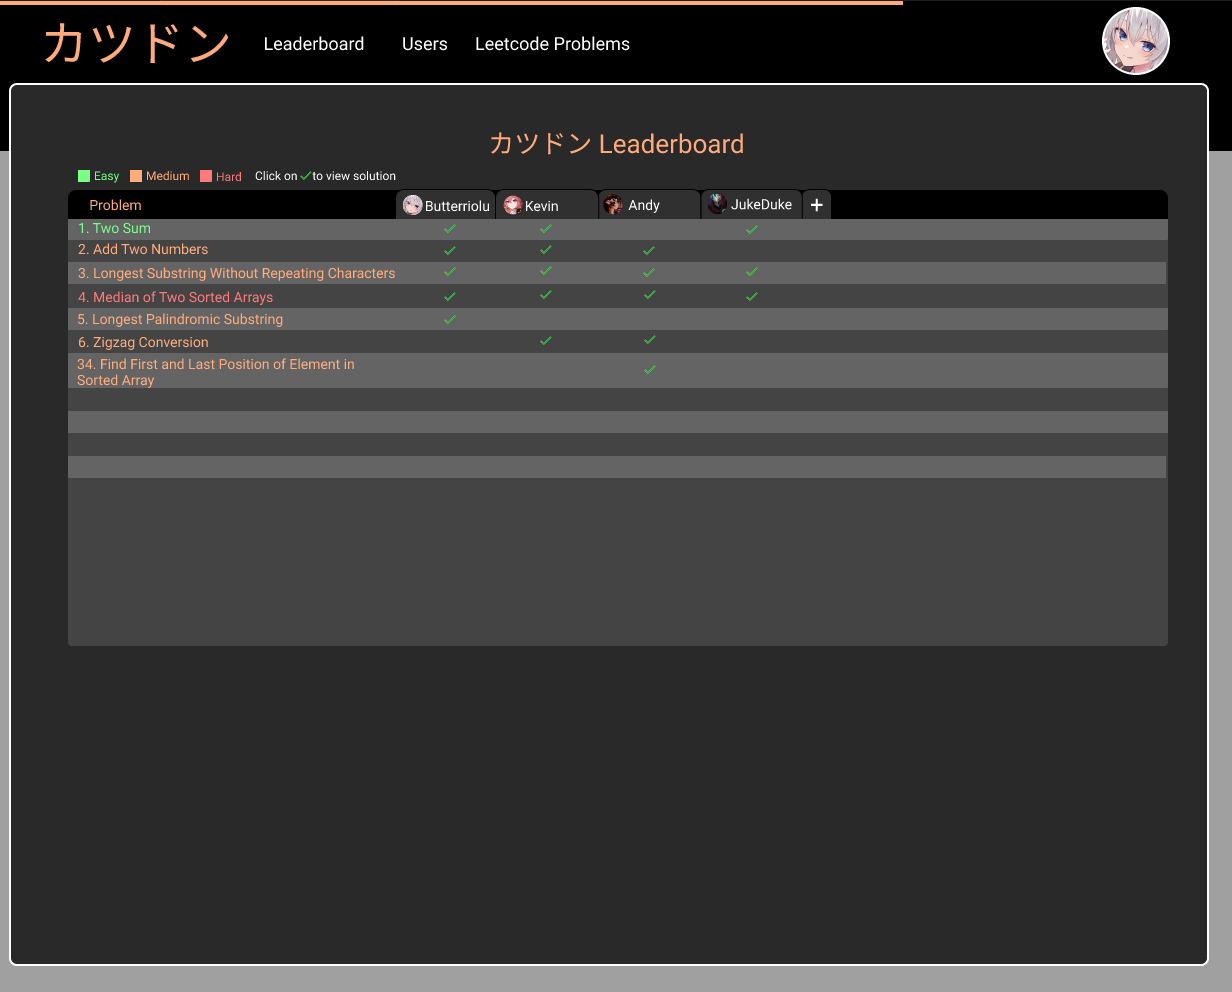 カツドン Leaderboard Users Leetcode Problems
カツドン Leaderboard
Easy Medium Hard Click on ✓ to view solution
Problem Butterriolu Kevin Andy JukeDuke +
1. Two Sum
2. Add Two Numbers
3. Longest Substring Without Repeating Characters
4. Median of Two Sorted Arrays
5. Longest Palindromic Substring
6. Zigzag Conversion
34. Find First and Last Position of Element in
Sorted Array